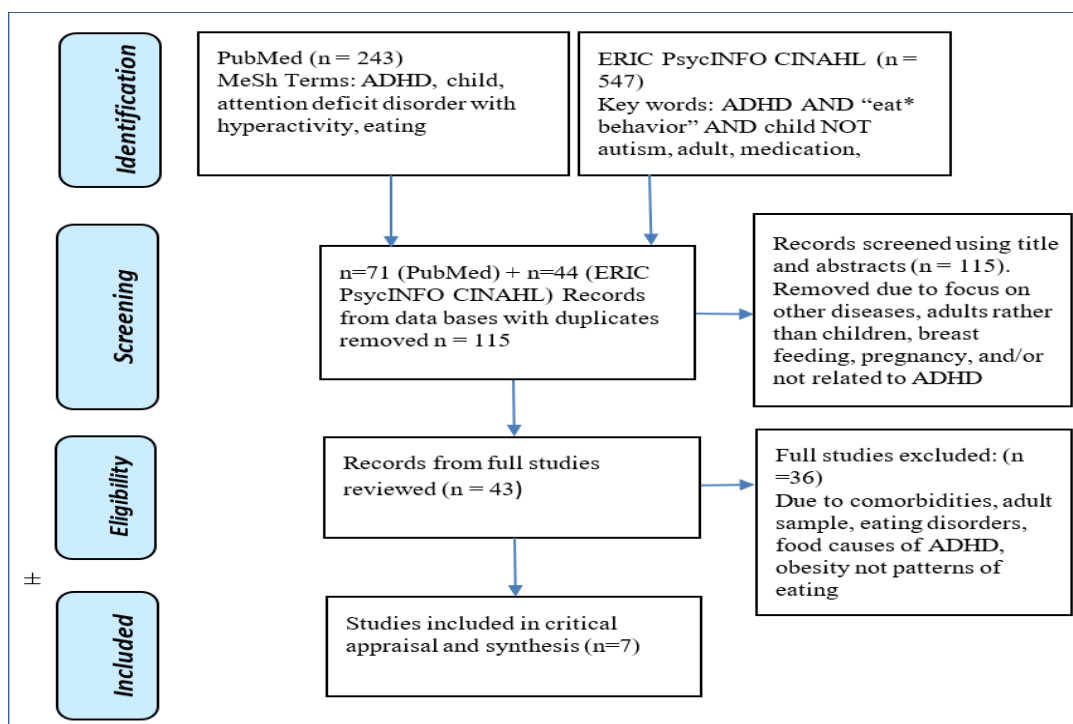 Identification
PubMed (n = 243)
MeSh Terms: ADHD, child,
attention deficit disorder with
hyperactivity, eating
ERIC PsycINFO CINAHL (n =
547)
Key words: ADHD AND “eat*
behavior” AND child NOT
autism, adult, medication,
Screening
n=71 (PubMed) + n=44 (ERIC
PsycINFO CINAHL) Records
from data bases with duplicates
removed n = 115
Records screened using title
and abstracts (n = 115).
Removed due to focus on
other diseases, adults rather
than children, breast
feeding, pregnancy, and/or
not related to ADHD
Eligibility
Records from full studies
reviewed (n = 43)
Full studies excluded: (n
=36)
Due to comorbidities, adult
sample, eating disorders,
food causes of ADHD,
obesity not patterns of
eating
±
Included
Studies included in critical
appraisal and synthesis (n=7)